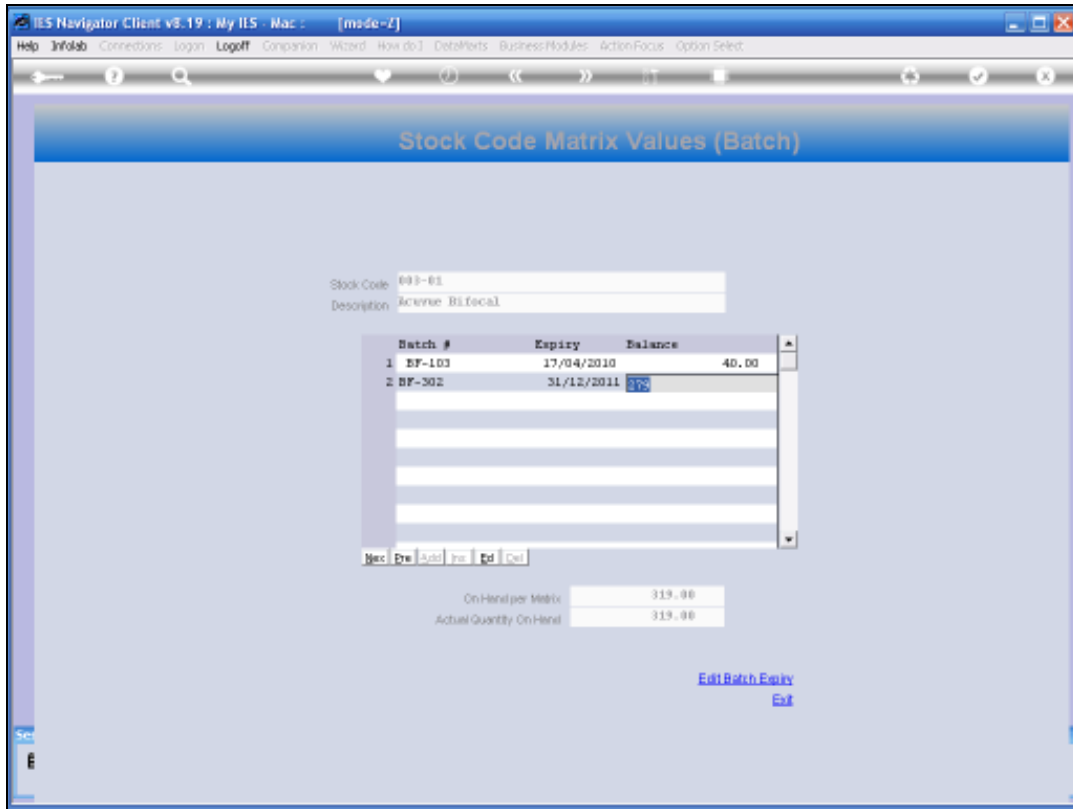 IES Navigator Client v8.19 : My IES - Mac : [mode=Z]
Help Infolab Connections Logon Logoff Companion Wizard How do I DataAlerts Business Modules Action Focus Option Select
Stock Code Matrix Values (Batch)
Stock Code 003-01
Description Acuvue Bifocal
Batch # Expiry Balance
1 BF-103 17/04/2010 40.00
2 BF-302 31/12/2011 279
Nex Pre Add Ins Ed Del
On Hand per Matrix 319.00
Actual Quantity On Hand 319.00
Edit Batch Expiry
Exit
Se